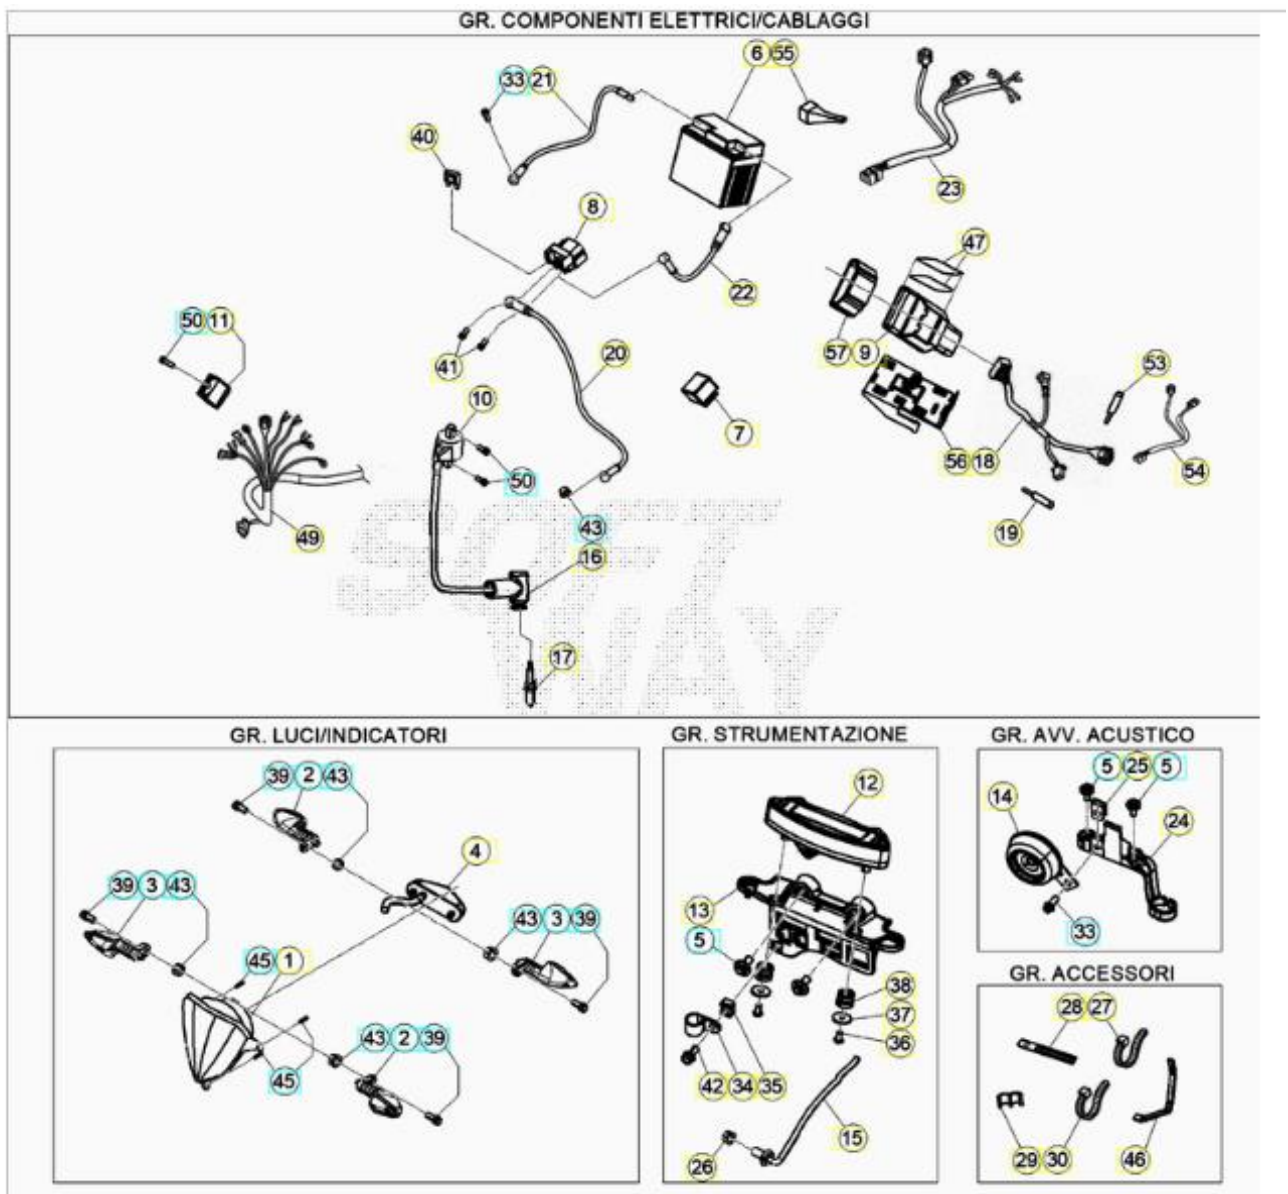 GR. COMPONENTI ELETTRICI/CABLAGGI
6 55
33 21
40
23
8
47
22
50 11
57 9
53
41
20
10
7
56 18
54
50
43
19
49
16
SOFT
WAY
17
GR. LUCI/INDICATORI
39 2 43
4
39 3 43
43 3 39
45 1
43 2 39
45
GR. STRUMENTAZIONE
12
13
5
38
37
36
42 34 35
15
26
GR. AVV. ACUSTICO
5 25 5
14
24
33
GR. ACCESSORI
28 27
29 30 46